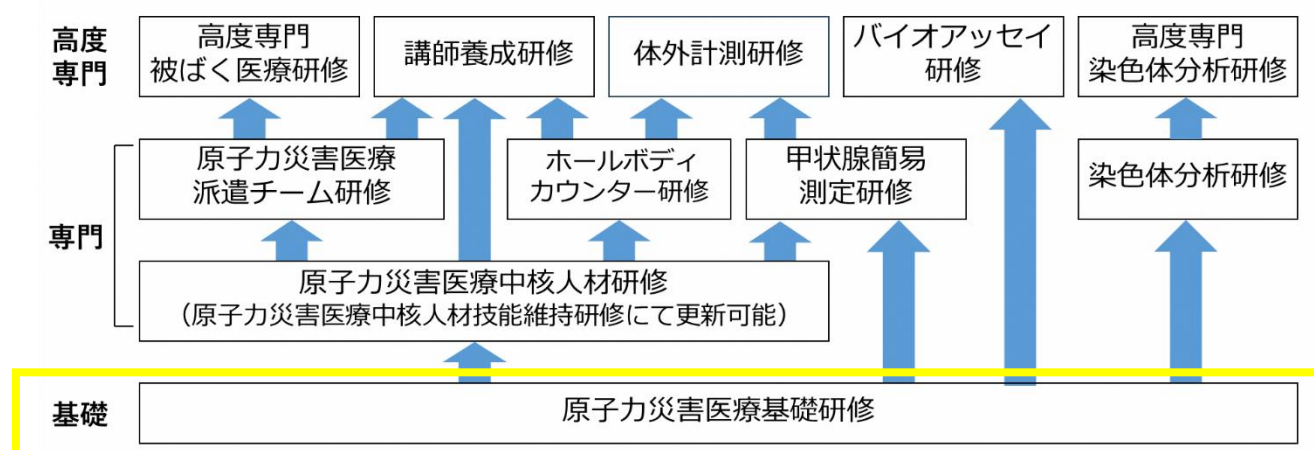 高度
専門
高度専門
被ばく医療研修
講師養成研修
体外計測研修
バイオアッセイ
研修
高度専門
染色体分析研修
専門
原子力災害医療
派遣チーム研修
ホールボディ
カウンター研修
甲状腺簡易
測定研修
染色体分析研修
原子力災害医療中核人材研修
（原子力災害医療中核人材技能維持研修にて更新可能）
基礎
原子力災害医療基礎研修